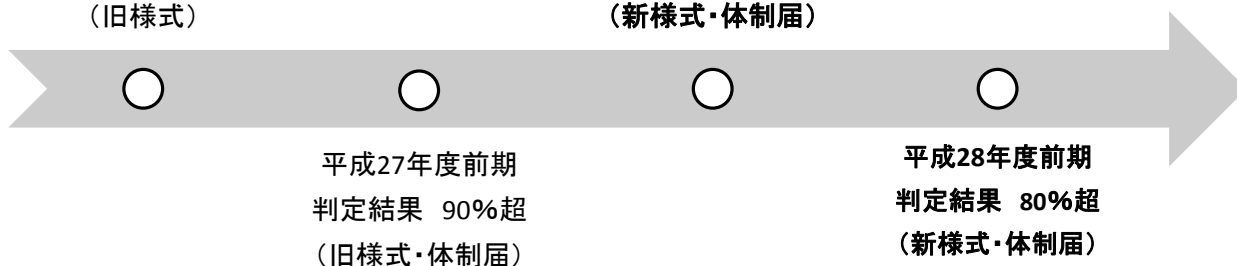 （旧様式）
（新様式・体制届）
平成27年度前期
判定結果　90%超
（旧様式・体制届）
平成28年度前期
判定結果　80%超
（新様式・体制届）